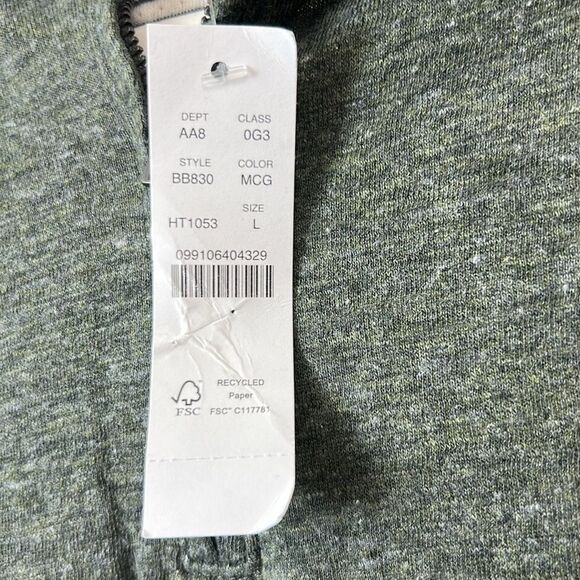 DEPT CLASS
AA8 0G3
STYLE COLOR
BB830 MCG
SIZE
HT1053 L
099106404329
RECYCLED
Paper
FSC FSC™ C117781